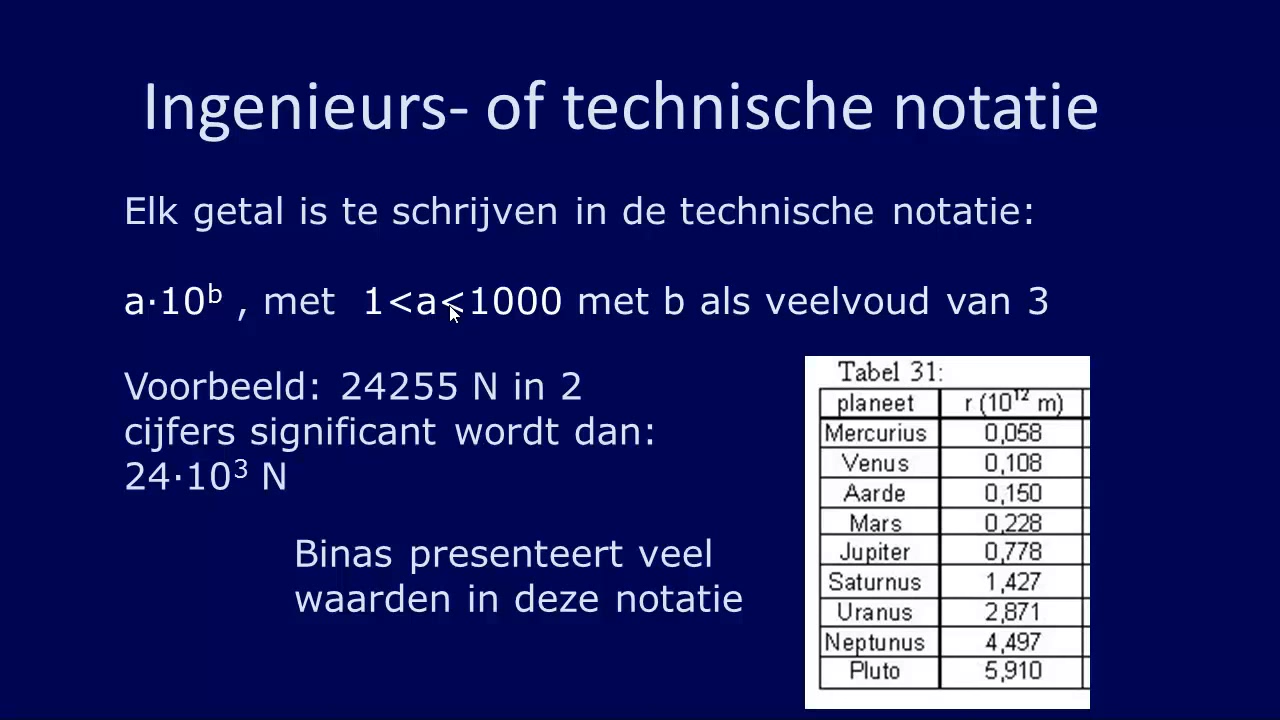 Ingenieurs- of technische notatie
Elk getal is te schrijven in de technische notatie:
a·10ᵇ , met 1<a<1000 met b als veelvoud van 3
Voorbeeld: 24255 N in 2
cijfers significant wordt dan:
24·10³ N
Binas presenteert veel
waarden in deze notatie
Tabel 31:
planeet r (10¹² m)
Mercurius 0,058
Venus 0,108
Aarde 0,150
Mars 0,228
Jupiter 0,778
Saturnus 1,427
Uranus 2,871
Neptunus 4,497
Pluto 5,910